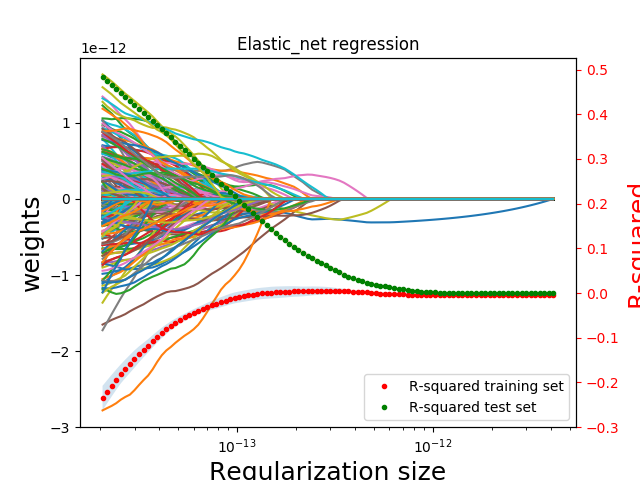 Elastic_net regression
1e−12
1
0
−1
−2
−3
weights
10^−13
10^−12
Regularization size
0.5
0.4
0.3
0.2
0.1
0.0
−0.1
−0.2
−0.3
R-squared
R-squared training set
R-squared test set